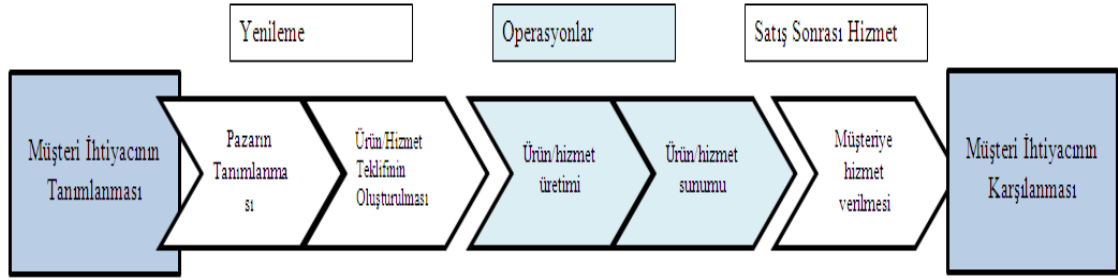 Yenileme
Operasyonlar
Satış Sonrası Hizmet
Müşteri İhtiyacının
Tanımlanması
Pazarın
Tanımlanma
sı
Ürün/Hizmet
Teklifinin
Oluşturulması
Ürün/hizmet
üretimi
Ürün/hizmet
sunumu
Müşteriye
hizmet
verilmesi
Müşteri İhtiyacının
Karşılanması